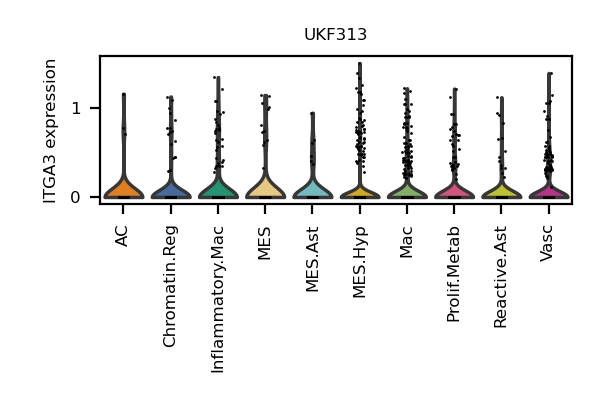 UKF313
ITGA3 expression
1
0
AC
Chromatin.Reg
Inflammatory.Mac
MES
MES.Ast
MES.Hyp
Mac
Prolif.Metab
Reactive.Ast
Vasc